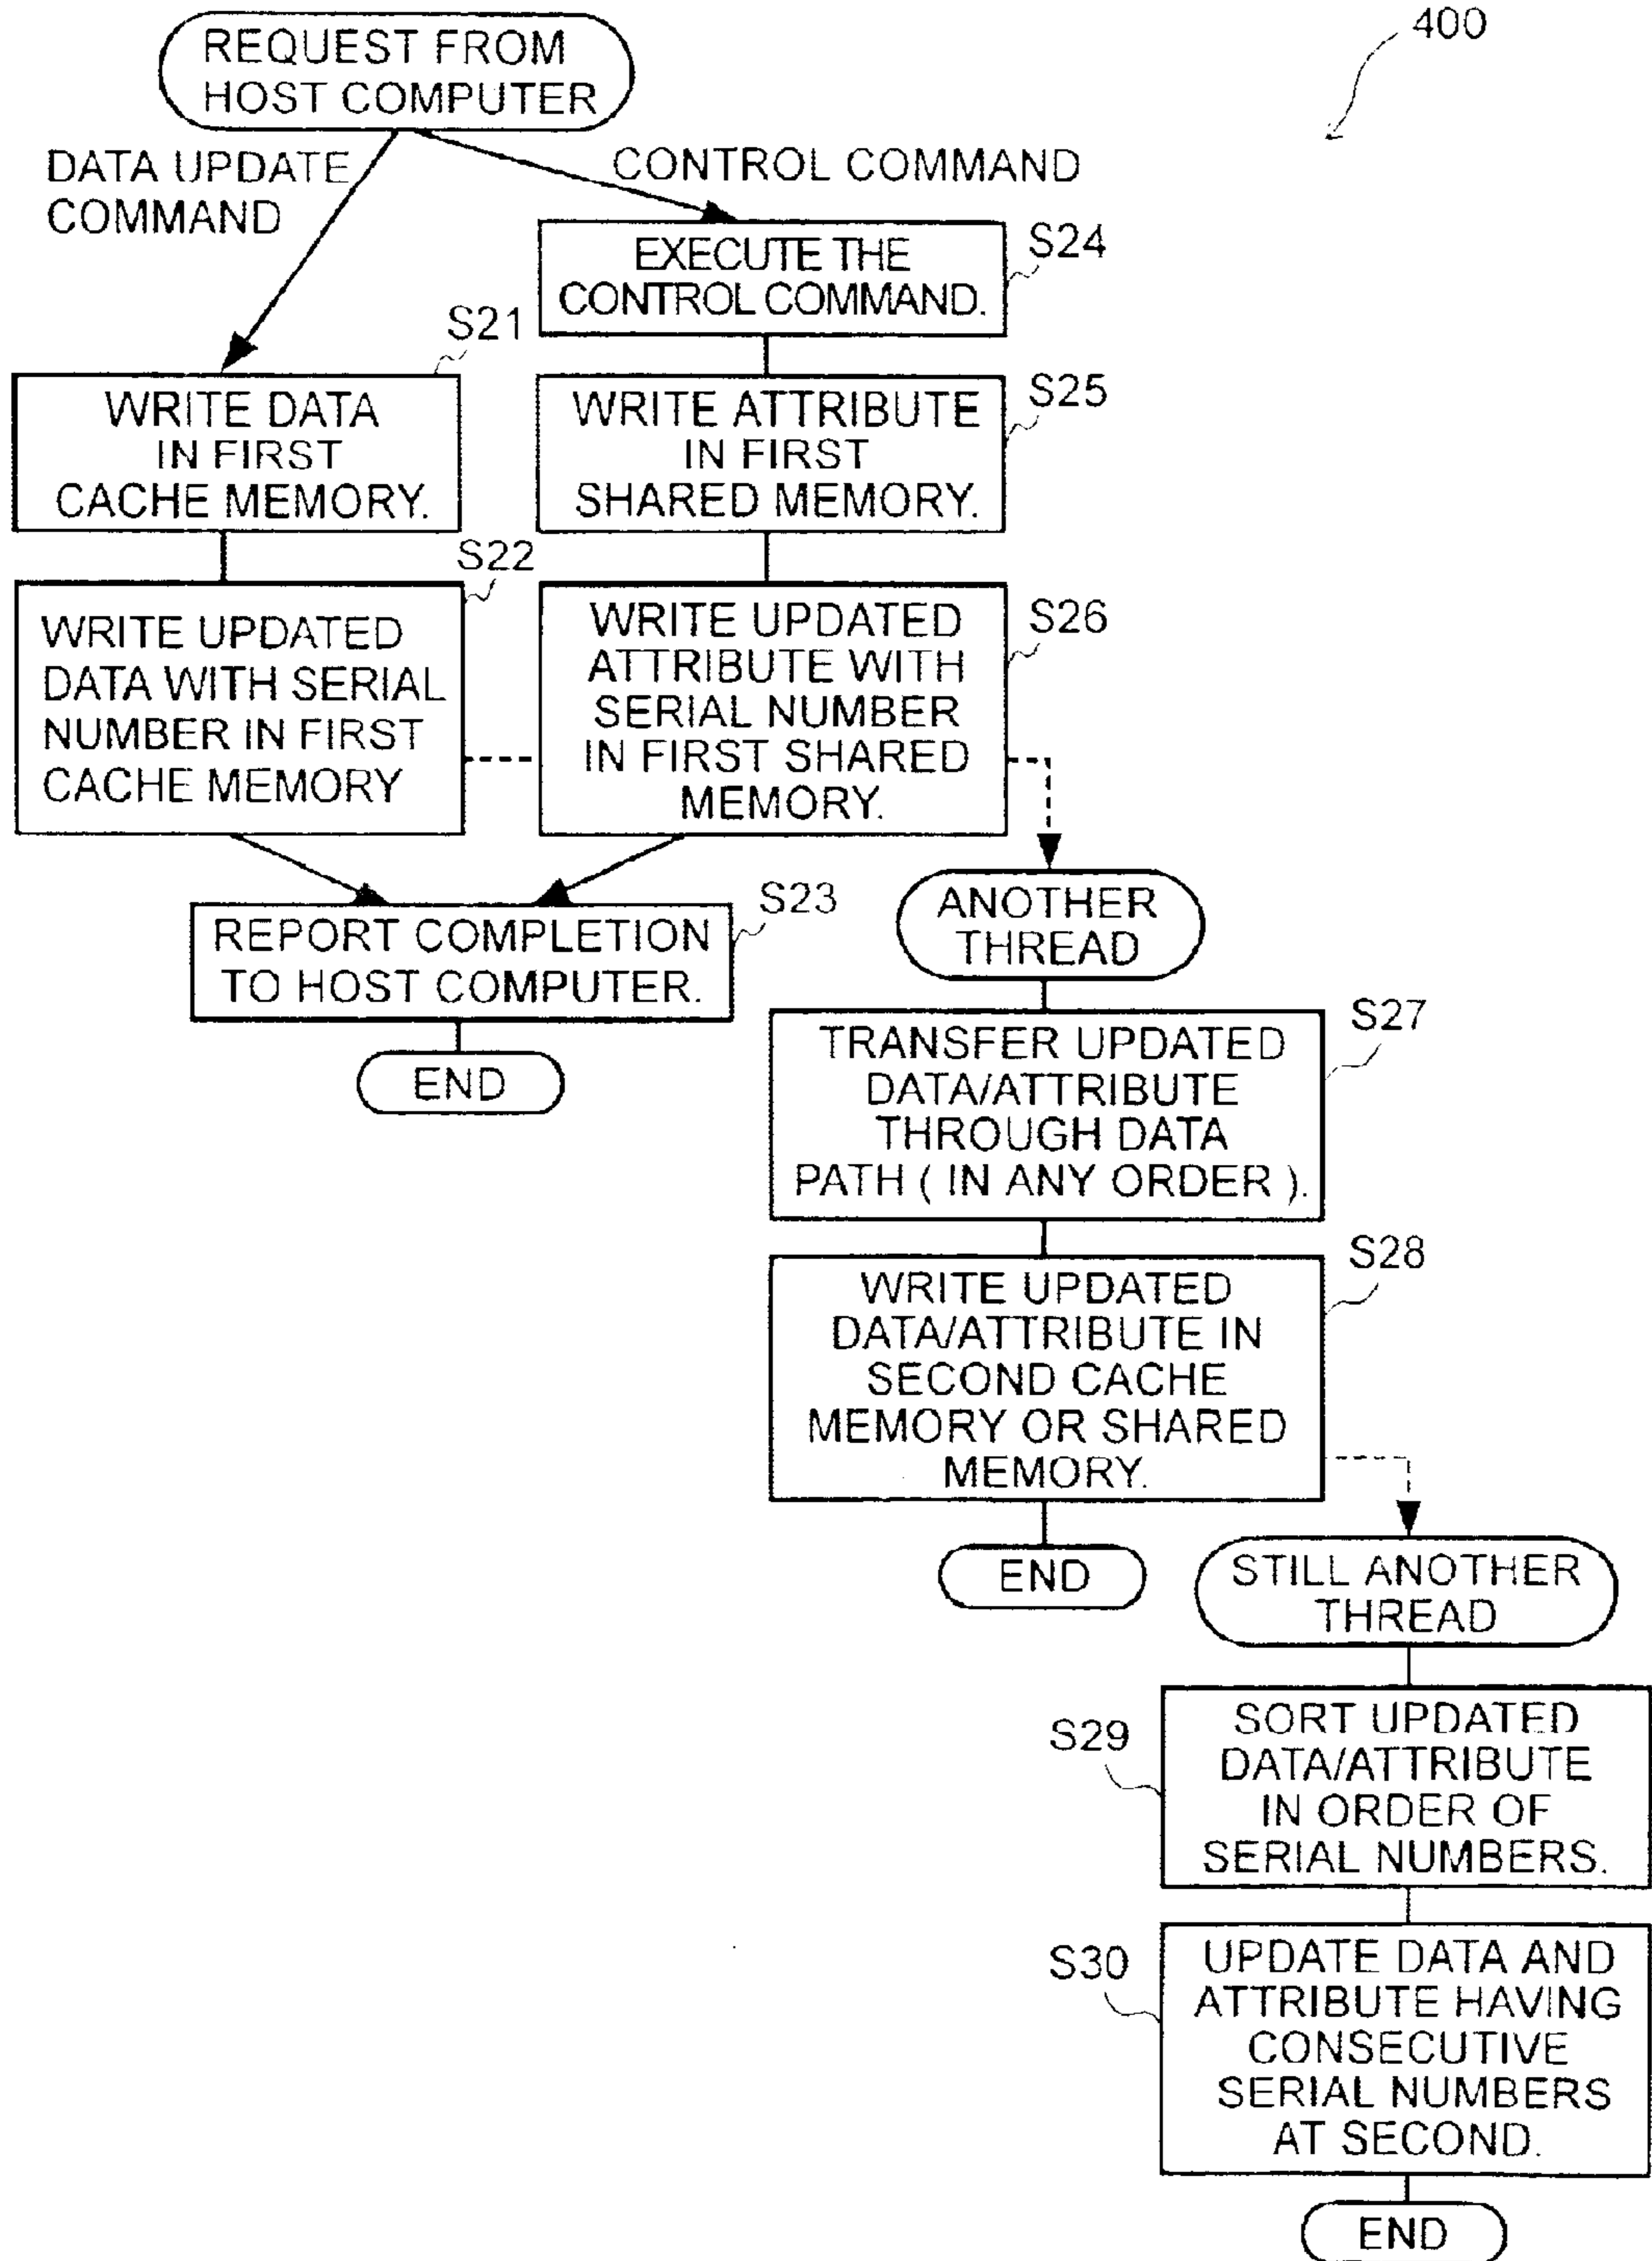 400
REQUEST FROM
HOST COMPUTER
DATA UPDATE
COMMAND
CONTROL COMMAND
S24
EXECUTE THE
CONTROL COMMAND.
S21
WRITE DATA
IN FIRST
CACHE MEMORY.
S25
WRITE ATTRIBUTE
IN FIRST
SHARED MEMORY.
S22
WRITE UPDATED
DATA WITH SERIAL
NUMBER IN FIRST
CACHE MEMORY
S26
WRITE UPDATED
ATTRIBUTE WITH
SERIAL NUMBER
IN FIRST SHARED
MEMORY.
S23
REPORT COMPLETION
TO HOST COMPUTER.
END
ANOTHER
THREAD
S27
TRANSFER UPDATED
DATA/ATTRIBUTE
THROUGH DATA
PATH ( IN ANY ORDER ).
S28
WRITE UPDATED
DATA/ATTRIBUTE IN
SECOND CACHE
MEMORY OR SHARED
MEMORY.
END
STILL ANOTHER
THREAD
S29
SORT UPDATED
DATA/ATTRIBUTE
IN ORDER OF
SERIAL NUMBERS.
S30
UPDATE DATA AND
ATTRIBUTE HAVING
CONSECUTIVE
SERIAL NUMBERS
AT SECOND.
END